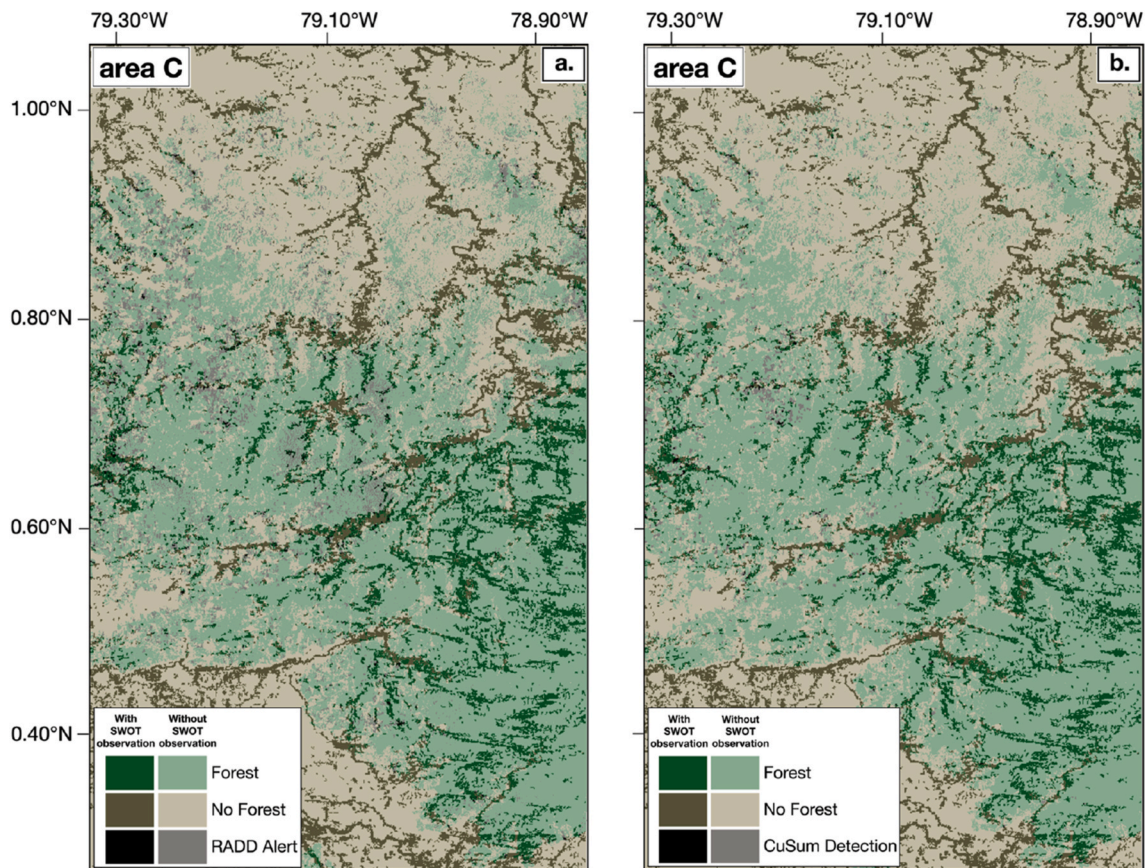 79.30°W 79.10°W 78.90°W 79.30°W 79.10°W 78.90°W
area C a. area C b.
1.00°N
0.80°N
0.60°N
0.40°N
With SWOT observation Without SWOT observation
Forest
No Forest
RADD Alert
With SWOT observation Without SWOT observation
Forest
No Forest
CuSum Detection